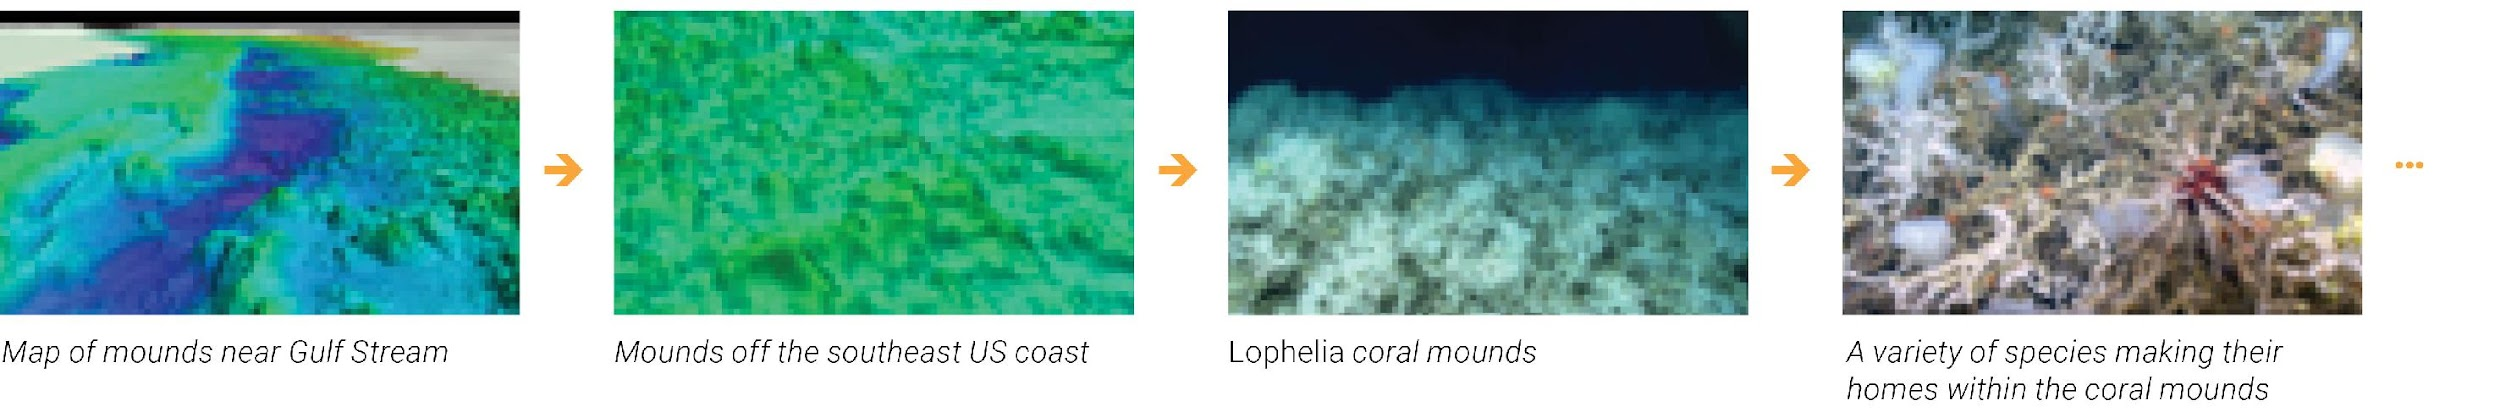 Map of mounds near Gulf Stream
Mounds off the southeast US coast
Lophelia coral mounds
A variety of species making their
homes within the coral mounds